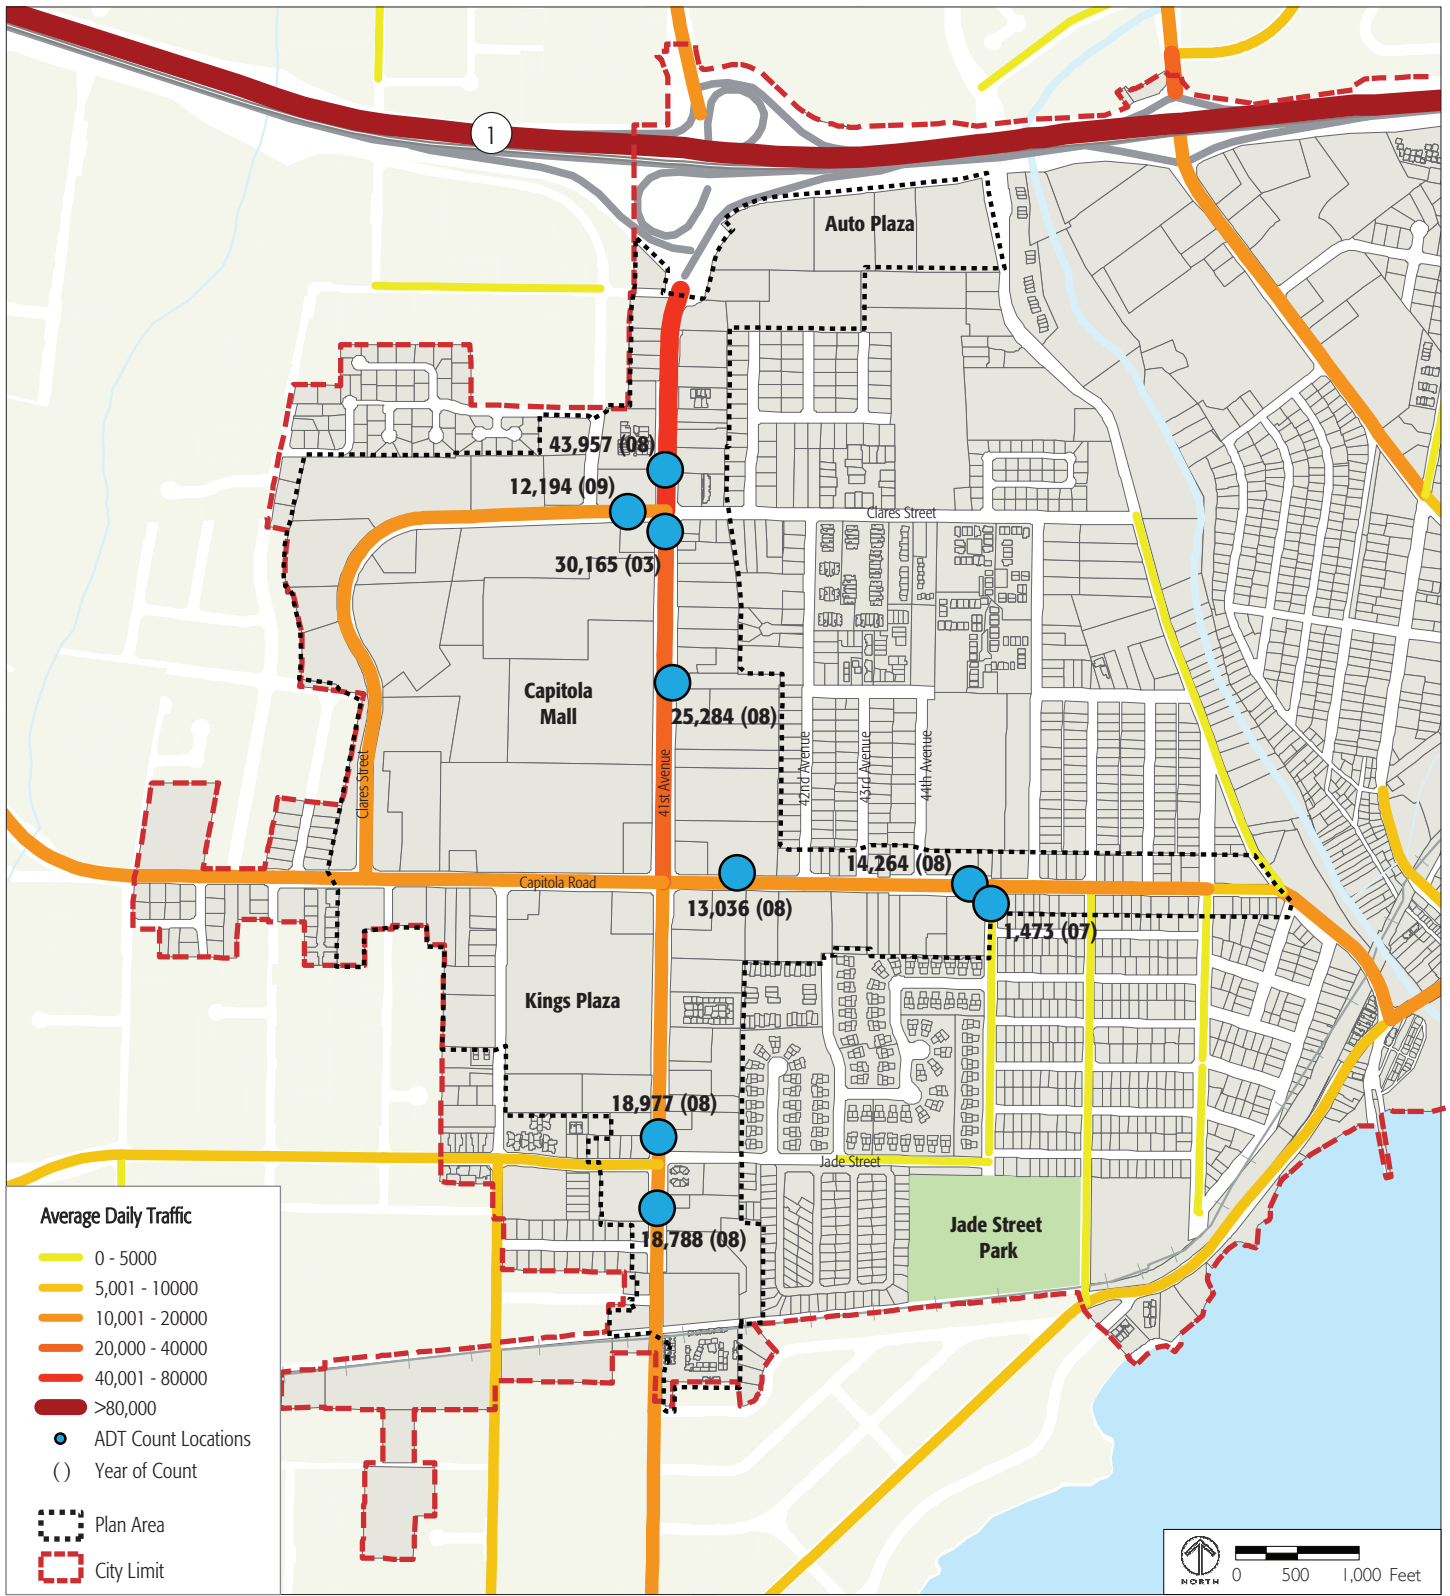 1
Auto Plaza
43,957 (08)
12,194 (09)
Clares Street
30,165 (03)
Capitola
Mall
25,284 (08)
Clares Street
41st Avenue
42nd Avenue
43rd Avenue
44th Avenue
14,264 (08)
Capitola Road
13,036 (08)
1,473 (07)
Kings Plaza
18,977 (08)
Jade Street
18,788 (08)
Jade Street
Park
Average Daily Traffic
0 - 5000
5,001 - 10000
10,001 - 20000
20,000 - 40000
40,001 - 80000
>80,000
ADT Count Locations
( ) Year of Count
Plan Area
City Limit
NORTH
0 500 1,000 Feet